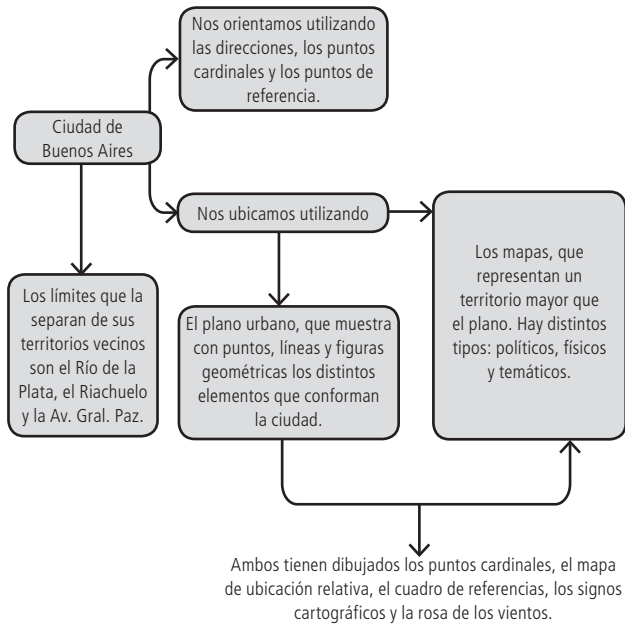 Nos orientamos utilizando
las direcciones, los puntos
cardinales y los puntos de
referencia.
Ciudad de
Buenos Aires
Nos ubicamos utilizando
Los mapas, que
representan un
territorio mayor que
el plano. Hay distintos
tipos: políticos, físicos
y temáticos.
Los límites que la
separan de sus
territorios vecinos
son el Río de la
Plata, el Riachuelo
y la Av. Gral. Paz.
El plano urbano, que muestra
con puntos, líneas y figuras
geométricas los distintos
elementos que conforman
la ciudad.
Ambos tienen dibujados los puntos cardinales, el mapa
de ubicación relativa, el cuadro de referencias, los signos
cartográficos y la rosa de los vientos.